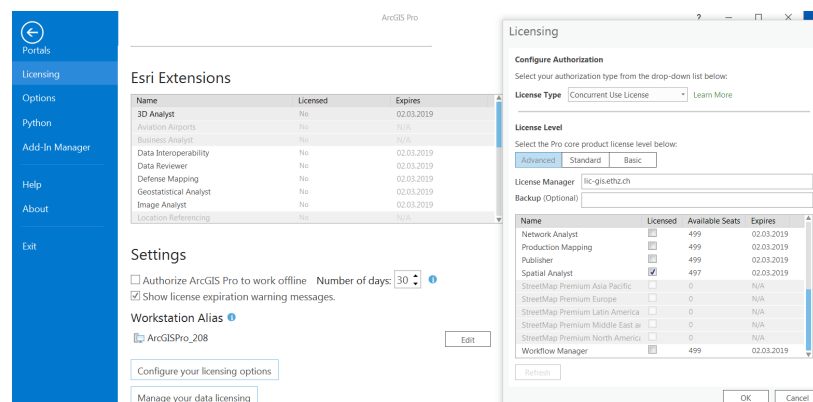 ArcGIS Pro
? – □ ×
Portals
Licensing
Options
Python
Add-In Manager
Help
About
Exit
Esri Extensions
Name Licensed Expires
3D Analyst No 02.03.2019
Aviation Airports No N/A
Business Analyst No N/A
Data Interoperability No 02.03.2019
Data Reviewer No 02.03.2019
Defense Mapping No 02.03.2019
Geostatistical Analyst No 02.03.2019
Image Analyst No 02.03.2019
Location Referencing No N/A
Settings
Authorize ArcGIS Pro to work offline Number of days: 30
Show license expiration warning messages.
Workstation Alias
ArcGISPro_208 Edit
Configure your licensing options
Manage your data licensing
Licensing
Configure Authorization
Select your authorization type from the drop-down list below:
License Type Concurrent Use License Learn More
License Level
Select the Pro core product license level below:
Advanced Standard Basic
License Manager lic-gis.ethz.ch
Backup (Optional)
Name Licensed Available Seats Expires
Network Analyst 499 02.03.2019
Production Mapping 499 02.03.2019
Publisher 499 02.03.2019
Spatial Analyst 497 02.03.2019
StreetMap Premium Asia Pacific 0 N/A
StreetMap Premium Europe 0 N/A
StreetMap Premium Latin America 0 N/A
StreetMap Premium Middle East ar 0 N/A
StreetMap Premium North America 0 N/A
Workflow Manager 499 02.03.2019
Refresh
OK Cancel